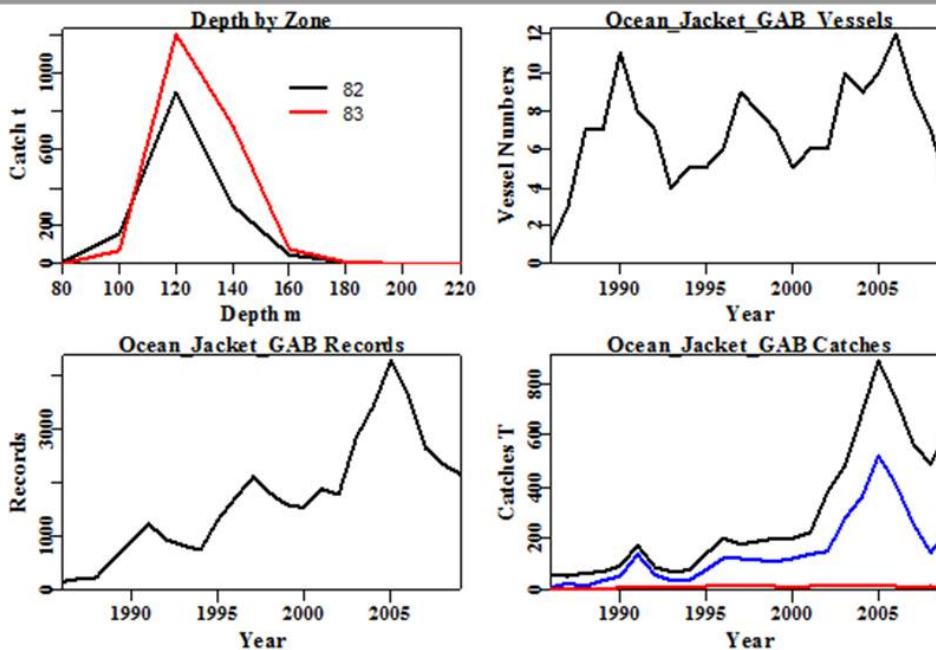 Depth by Zone
Catch t
1000
600
200
0
82
83
80 100 120 140 160 180 200 220
Depth m
Ocean_Jacket_GAB Vessels
Vessel Numbers
12
10
8
6
4
2
0
1990 1995 2000 2005
Year
Ocean_Jacket_GAB Records
Records
3000
1000
0
1990 1995 2000 2005
Year
Ocean_Jacket_GAB Catches
Catches T
800
600
400
200
0
1990 1995 2000 2005
Year